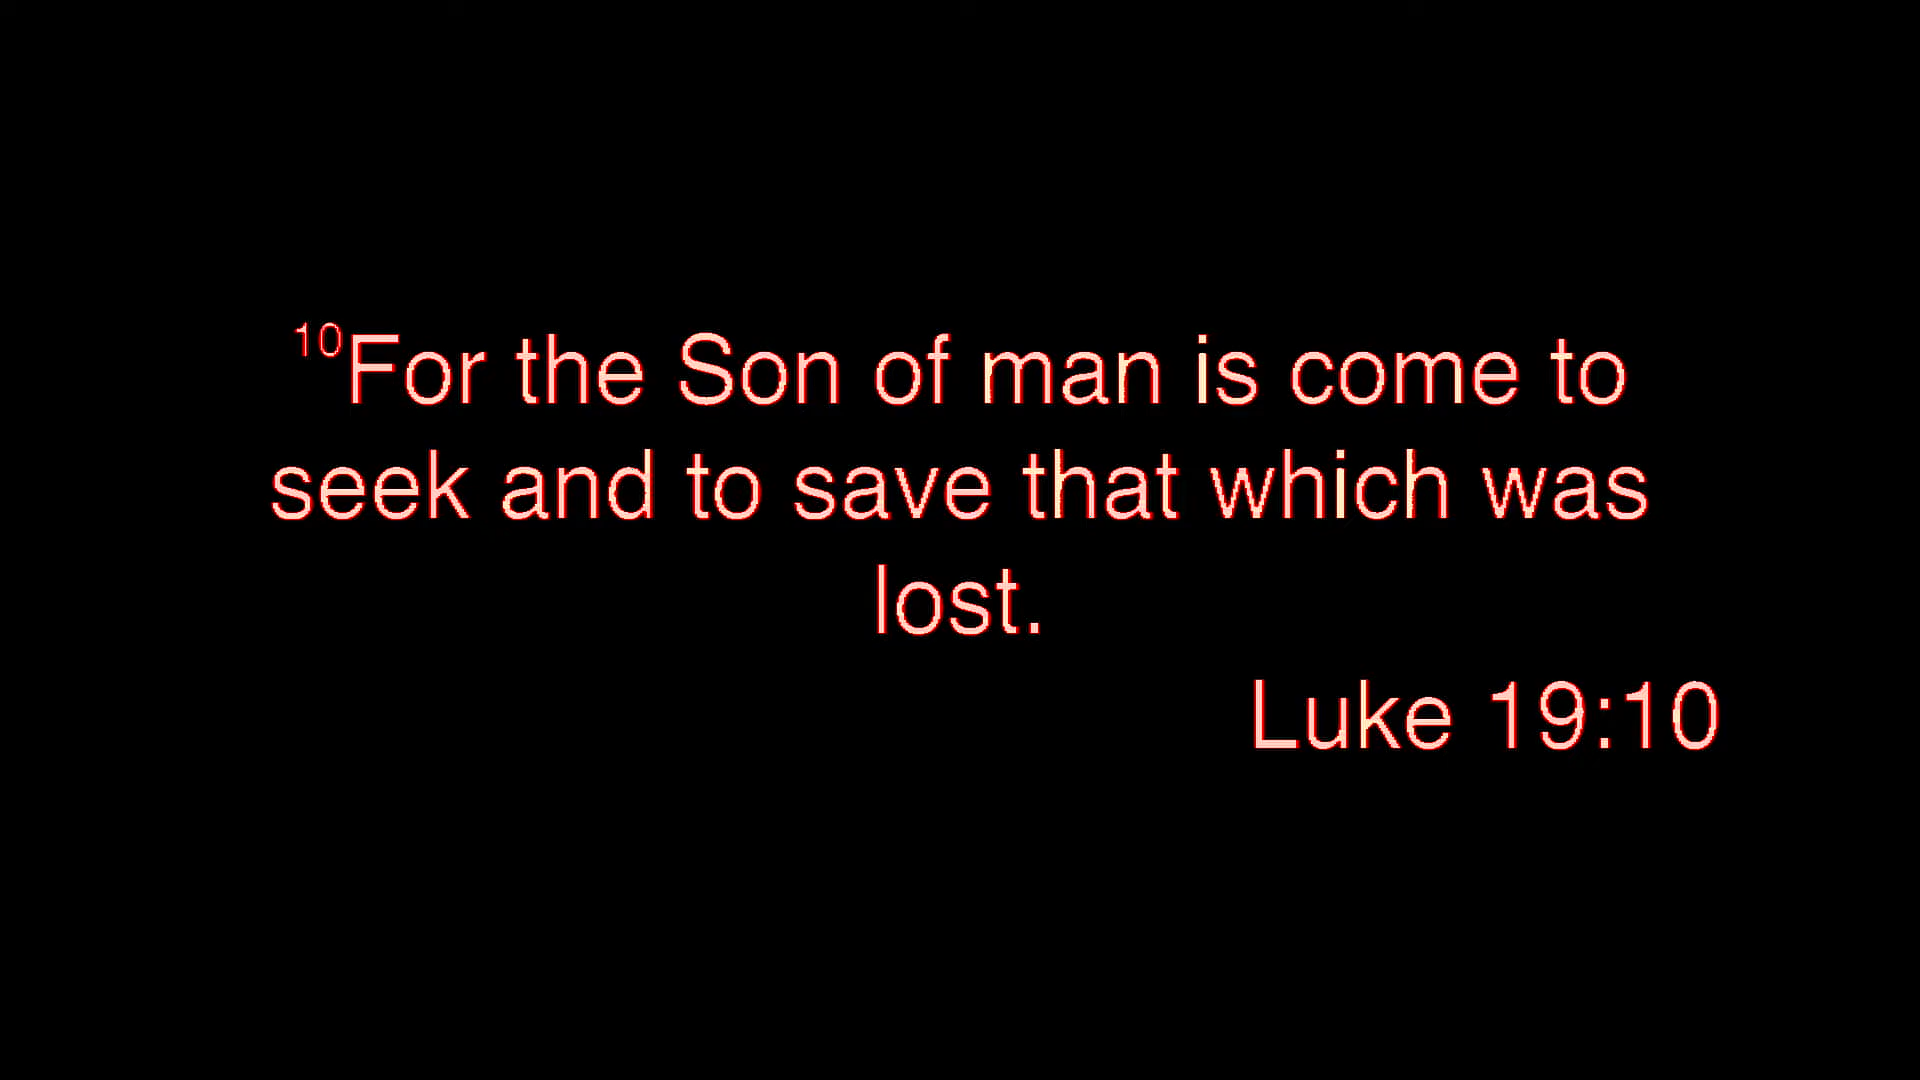 ¹⁰For the Son of man is come to
seek and to save that which was
lost.
Luke 19:10